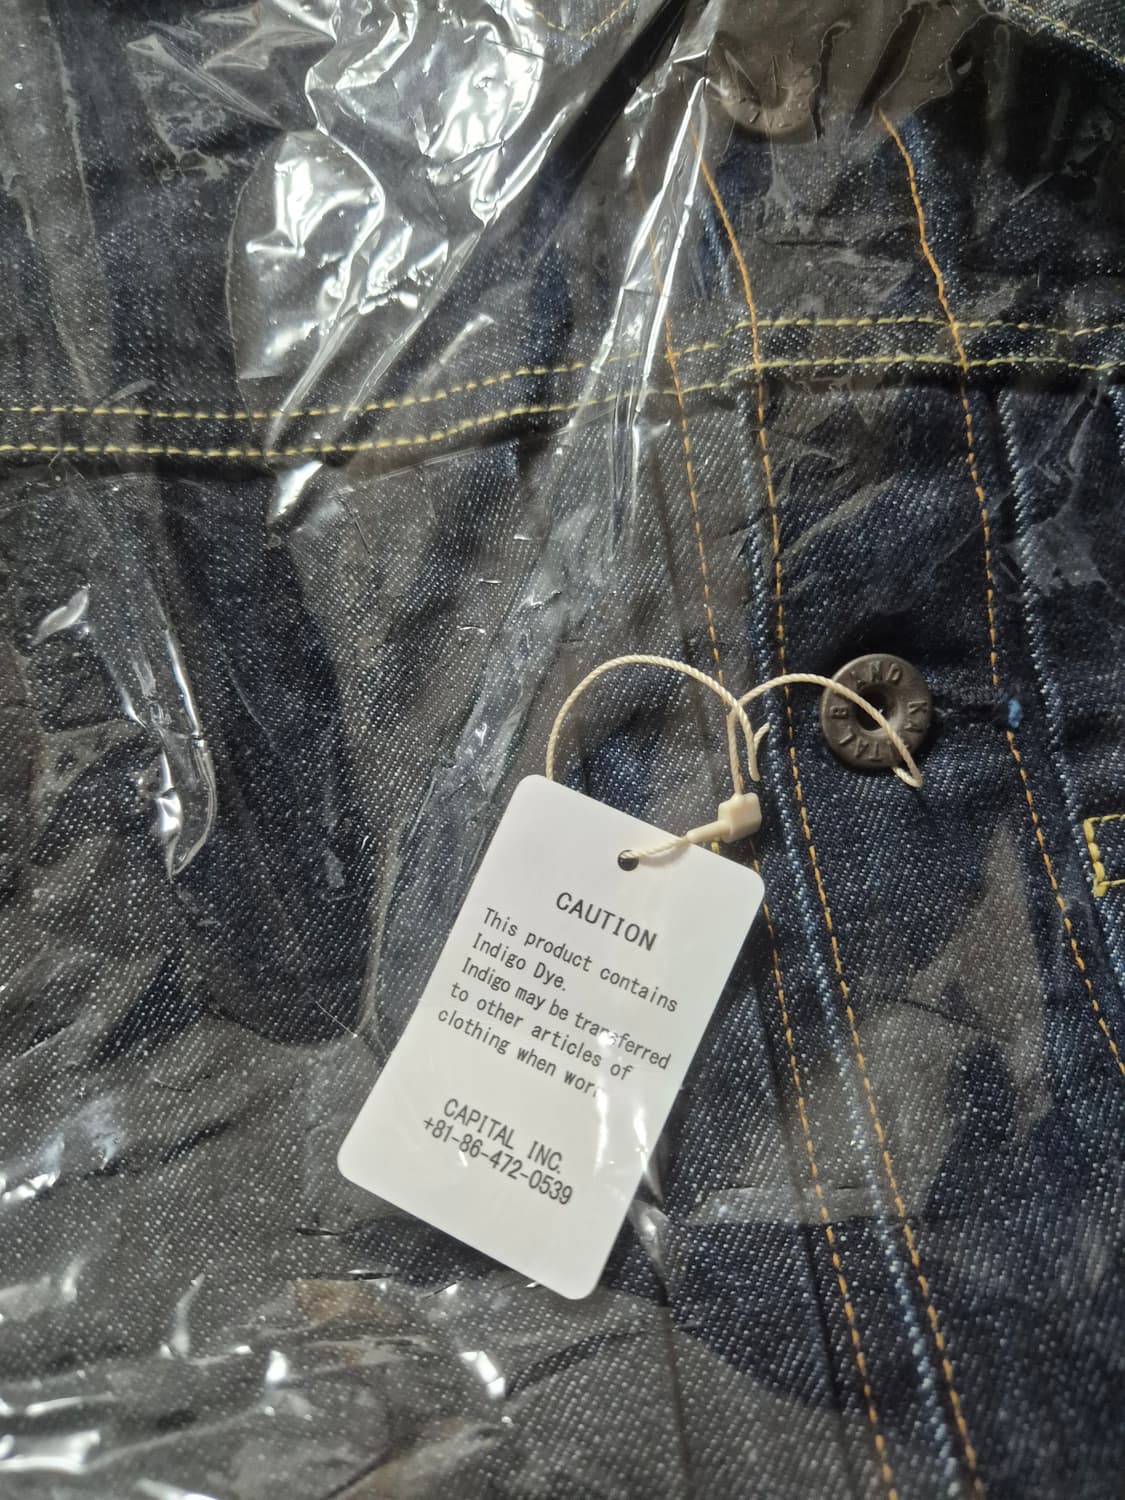 CAUTION
This product contains
Indigo Dye.
Indigo may be transferred
to other articles of
clothing when worn
CAPITAL INC.
+81-86-472-0539